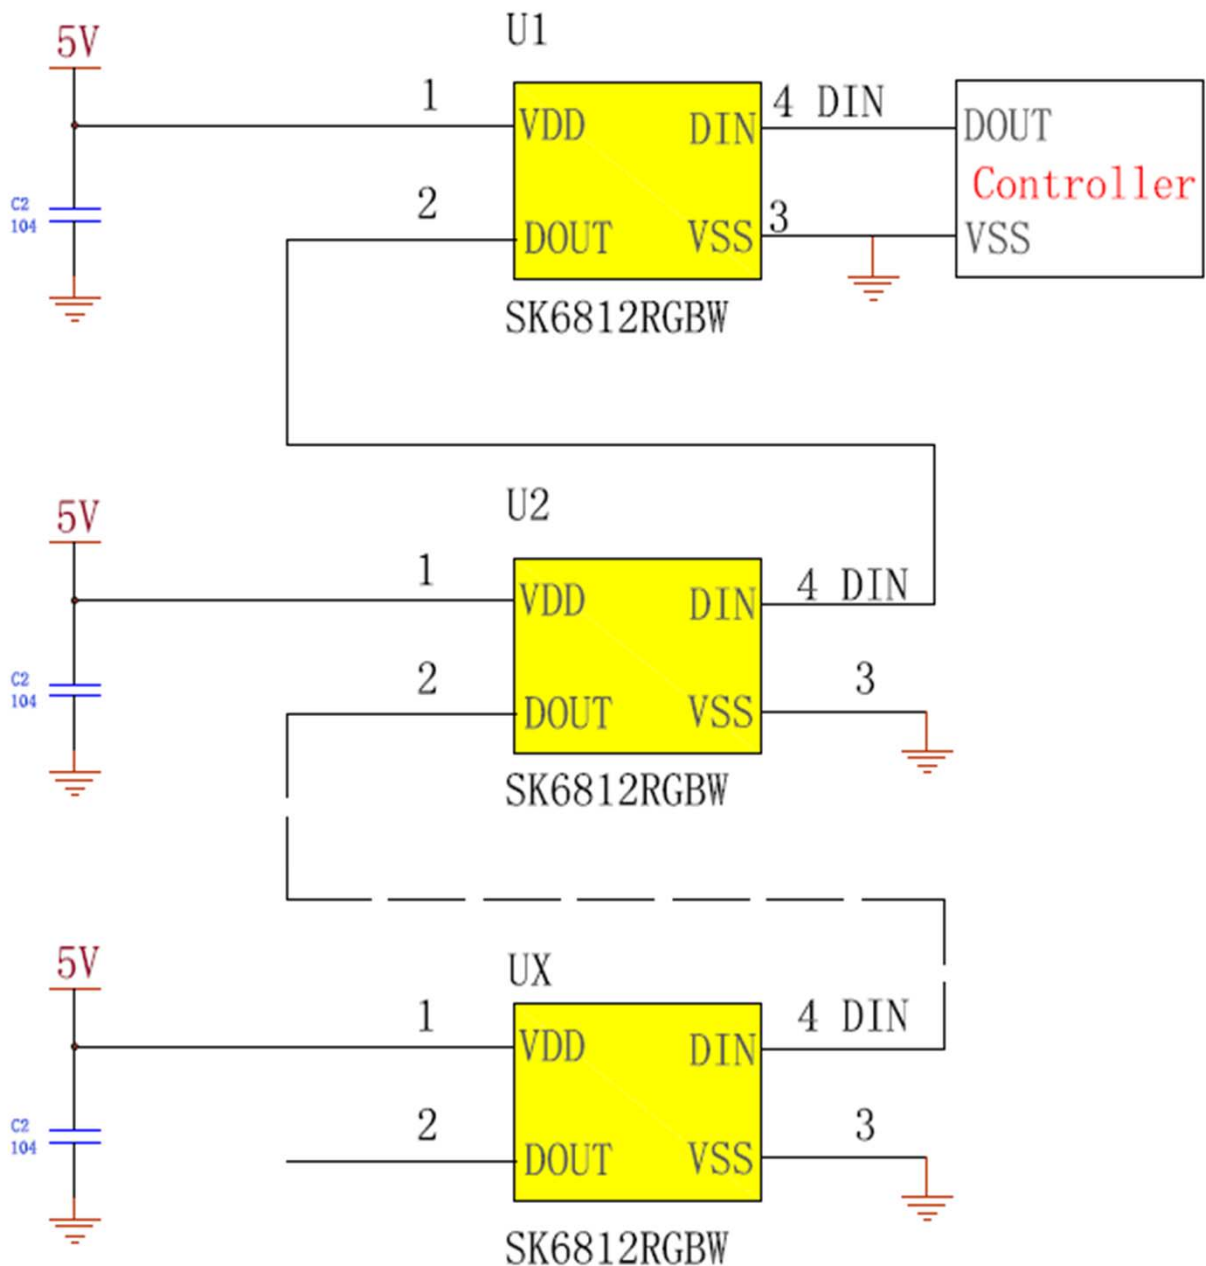 U1
5V
1
4 DIN
VDD
DIN
DOUT
Controller
C2
104
2
3
DOUT
VSS
VSS
SK6812RGBW
U2
5V
1
4 DIN
VDD
DIN
C2
104
2
3
DOUT
VSS
SK6812RGBW
UX
5V
1
4 DIN
VDD
DIN
C2
104
2
3
DOUT
VSS
SK6812RGBW